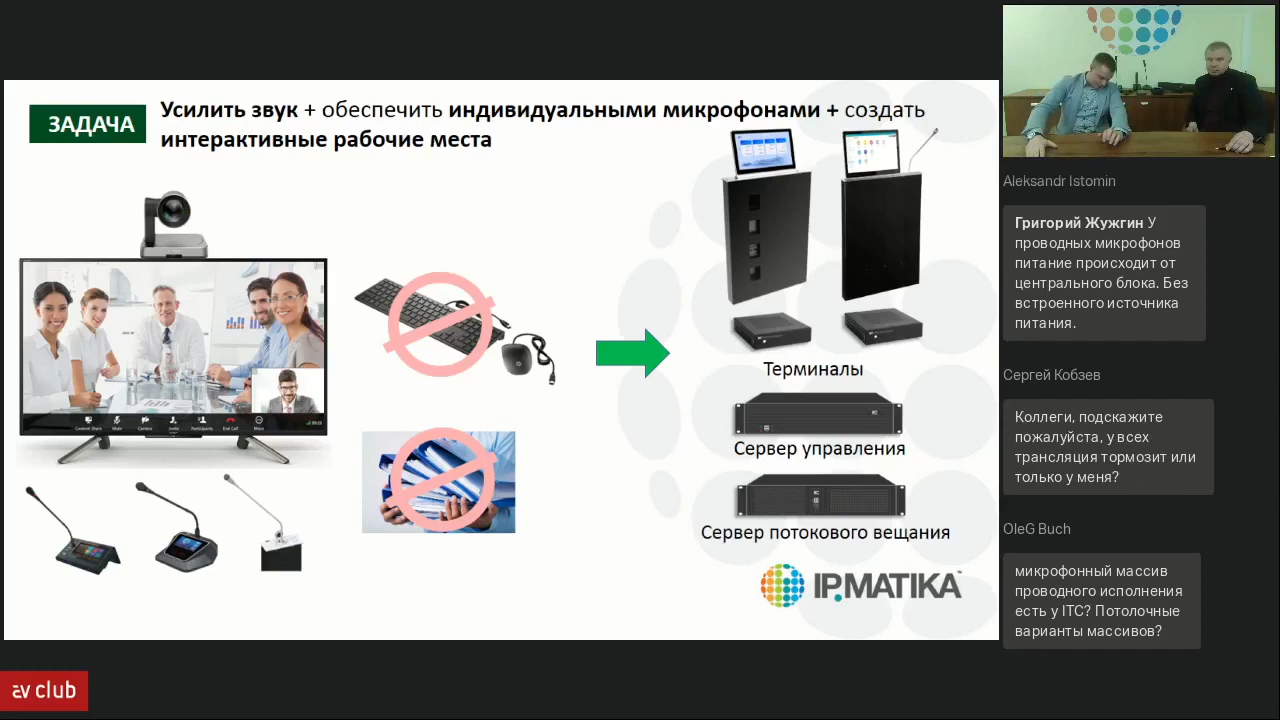 ЗАДАЧА
Усилить звук + обеспечить индивидуальными микрофонами + создать
интерактивные рабочие места
Терминалы
Сервер управления
Сервер потокового вещания
IP.MATIKA
av club
Aleksandr Istomin
Григорий Жужгин У
проводных микрофонов
питание происходит от
центрального блока. Без
встроенного источника
питания.
Сергей Кобзев
Коллеги, подскажите
пожалуйста, у всех
трансляция тормозит или
только у меня?
OleG Buch
микрофонный массив
проводного исполнения
есть у ITC? Потолочные
варианты массивов?